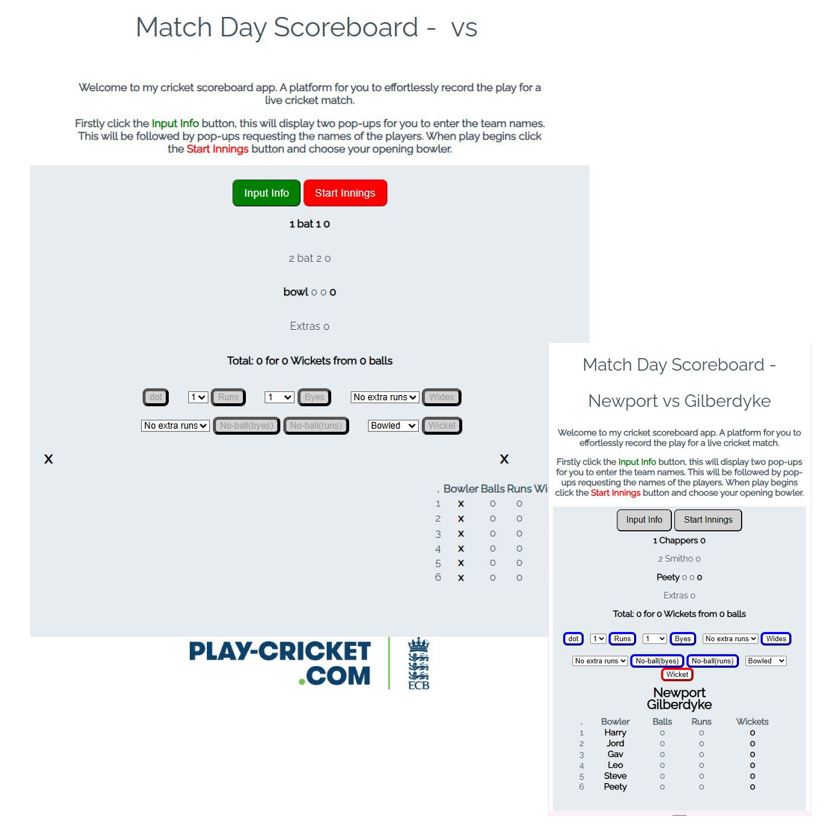 Match Day Scoreboard - vs
Welcome to my cricket scoreboard app. A platform for you to effortlessly record the play for a
live cricket match.
Firstly click the Input Info button, this will display two pop-ups for you to enter the team names.
This will be followed by pop-ups requesting the names of the players. When play begins click
the Start Innings button and choose your opening bowler.
Input Info Start Innings
1 bat 1 0
2 bat 2 0
bowl 0 0 0
Extras 0
Total: 0 for 0 Wickets from 0 balls
dot 1 Runs 1 Byes No extra runs Wides
No extra runs No-ball(byes) No-ball(runs) Bowled Wicket
X X
. Bowler Balls Runs Wi
1 x 0 0
2 x 0 0
3 x 0 0
4 x 0 0
5 x 0 0
6 x 0 0
PLAY-CRICKET
.COM
ECB
Match Day Scoreboard -
Newport vs Gilberdyke
Welcome to my cricket scoreboard app. A platform for you to
effortlessly record the play for a live cricket match.
Firstly click the Input Info button, this will display two pop-ups
for you to enter the team names. This will be followed by pop-
ups requesting the names of the players. When play begins
click the Start Innings button and choose your opening bowler.
Input Info Start Innings
1 Chappers 0
2 Smitho 0
Peety 0 0 0
Extras 0
Total: 0 for 0 Wickets from 0 balls
dot 1 Runs 1 Byes No extra runs Wides
No extra runs No-ball(byes) No-ball(runs) Bowled
Wicket
Newport
Gilberdyke
. Bowler Balls Runs Wickets
1 Harry 0 0 0
2 Jord 0 0 0
3 Gav 0 0 0
4 Leo 0 0 0
5 Steve 0 0 0
6 Peety 0 0 0